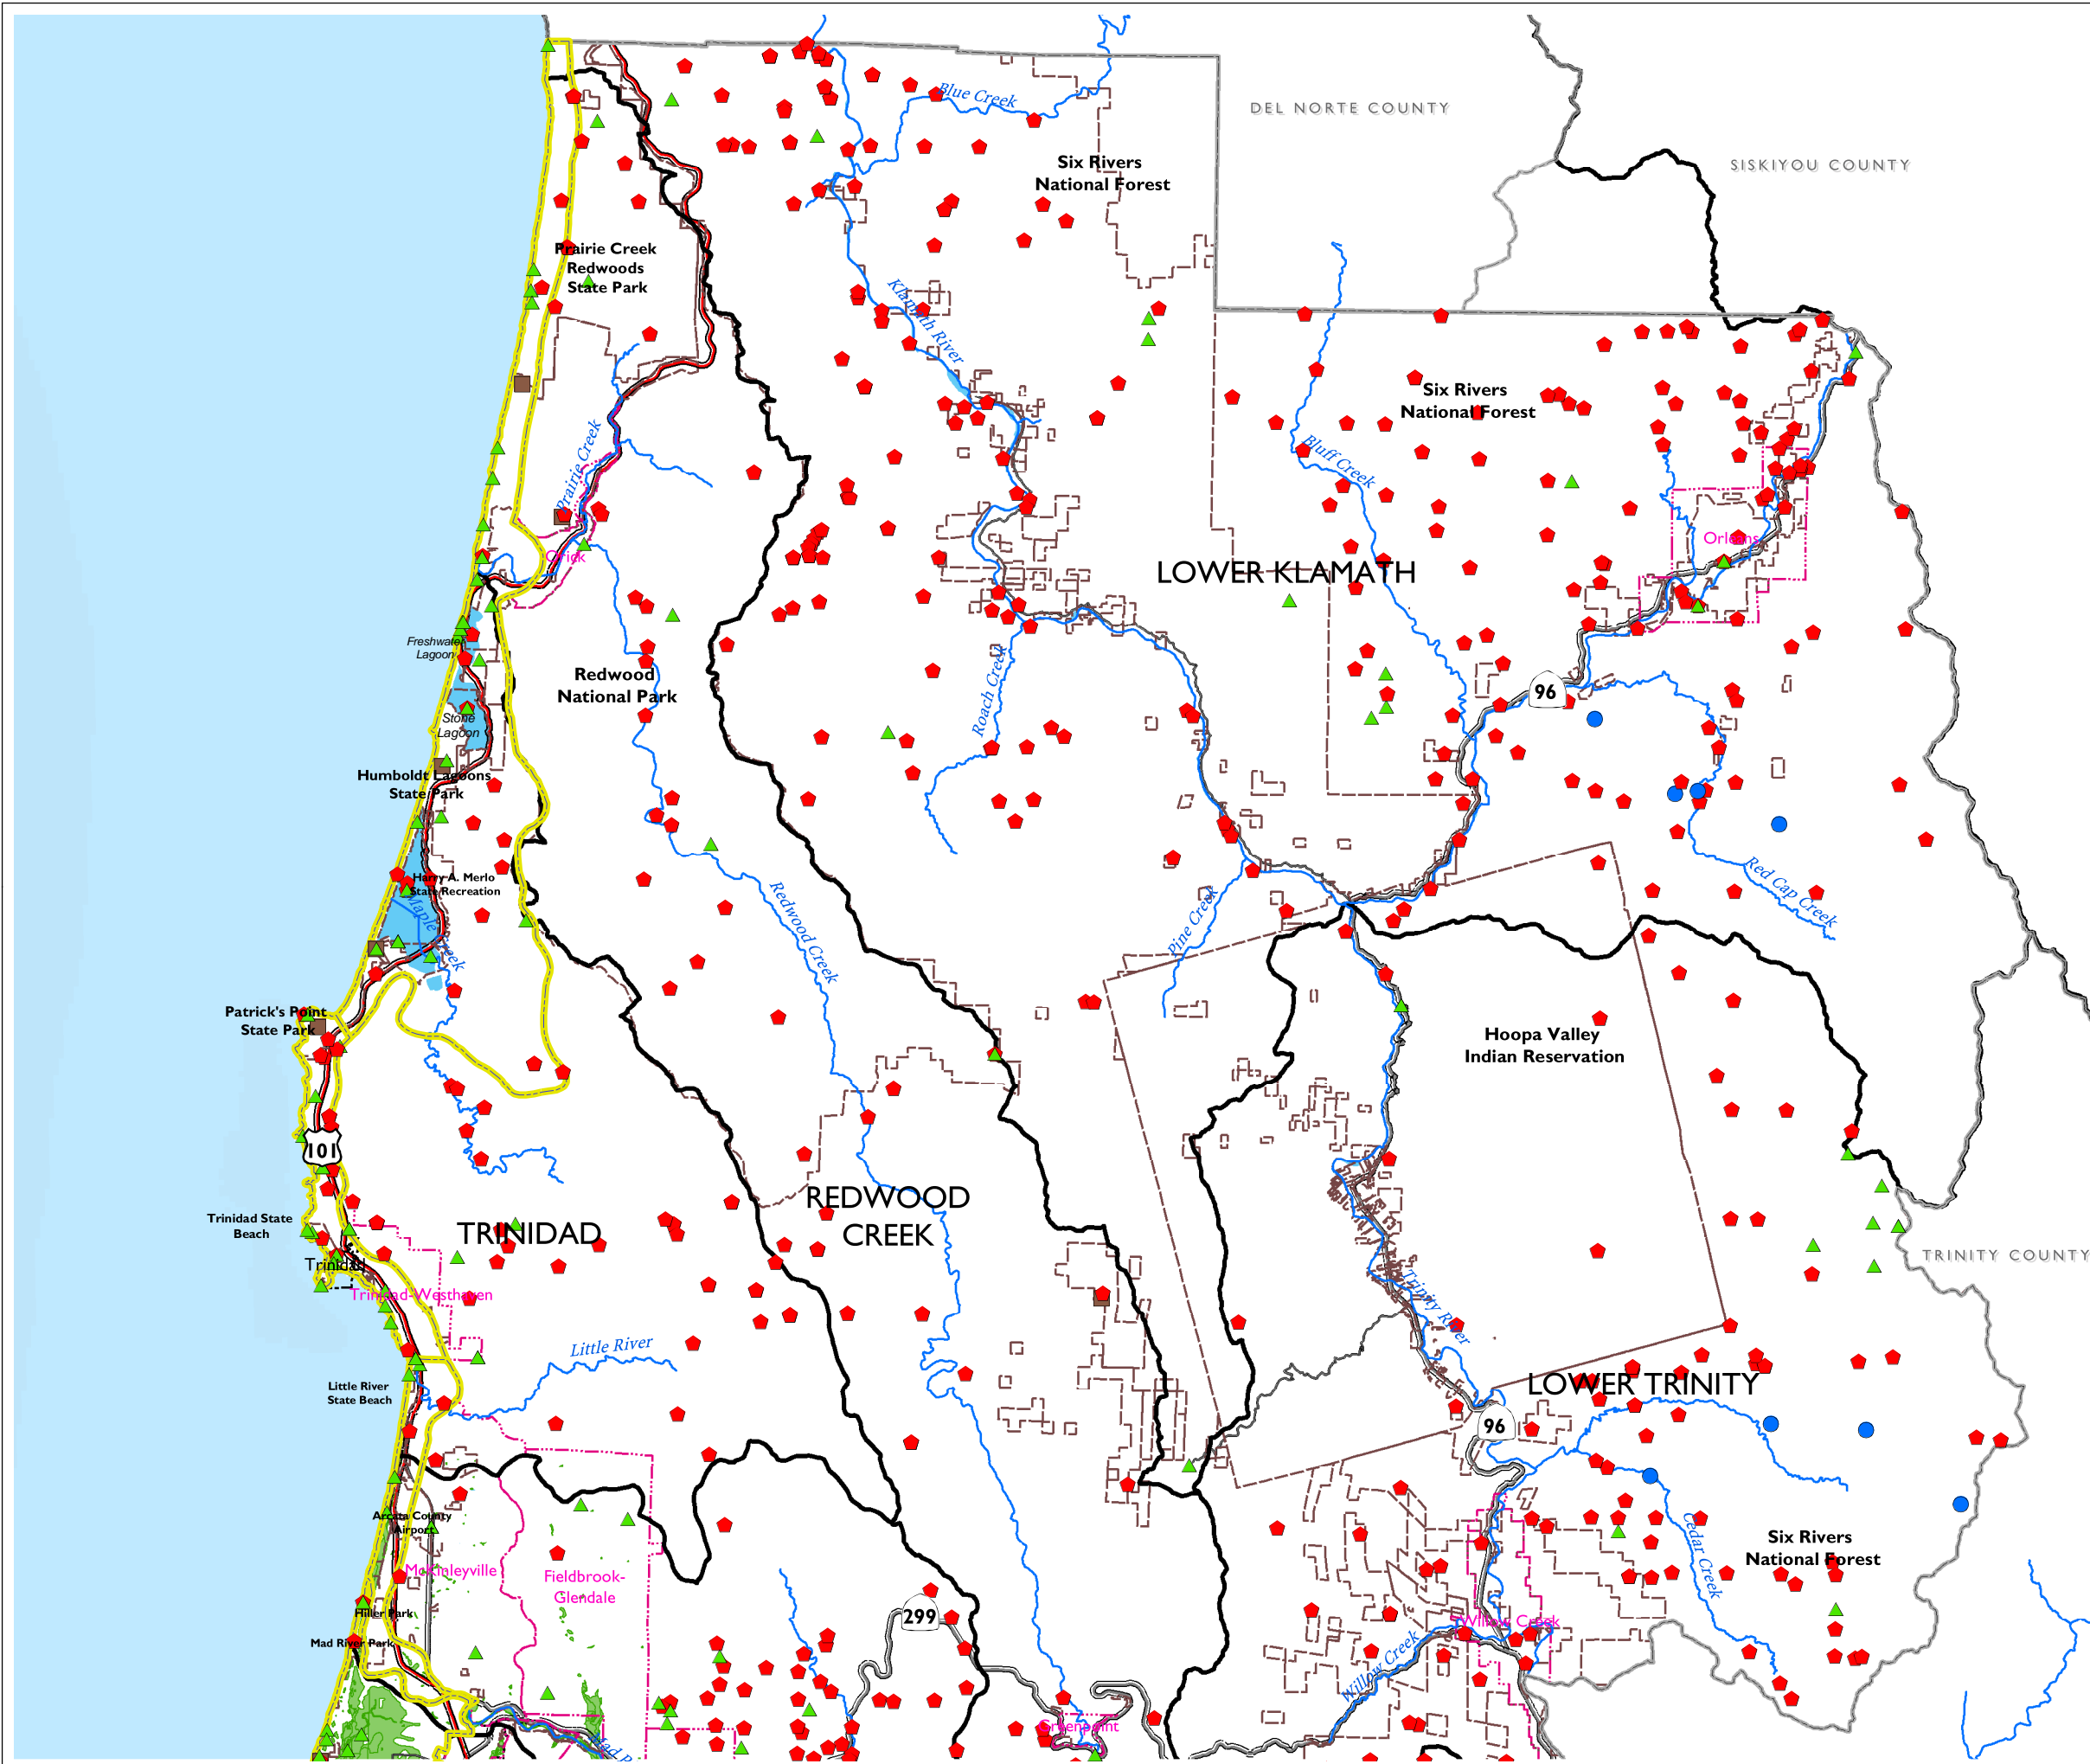 DEL NORTE COUNTY
SISKIYOU COUNTY
Blue Creek
Six Rivers
National Forest
Prairie Creek
Redwoods
State Park
Klamath River
Six Rivers
National Forest
Bluff Creek
Prairie Creek
Orick
Orleans
LOWER KLAMATH
Freshwater
Lagoon
Redwood
National Park
Roach Creek
96
Stone
Lagoon
Humboldt Lagoons
State Park
Harry A. Merlo
State Recreation
Maple Creek
Redwood Creek
Pine Creek
Red Cap Creek
Patrick's Point
State Park
Hoopa Valley
Indian Reservation
101
REDWOOD
CREEK
TRINIDAD
Trinidad State
Beach
Trinidad
Trinidad-Westhaven
TRINITY COUNTY
Trinity River
Little River
Little River
State Beach
LOWER TRINITY
96
Arcata County
Airport
McKinleyville
Fieldbrook-
Glendale
Cedar Creek
Six Rivers
National Forest
Hiller Park
299
Willow Creek
Mad River Park
Willow Creek
Greenpoint
Mad R